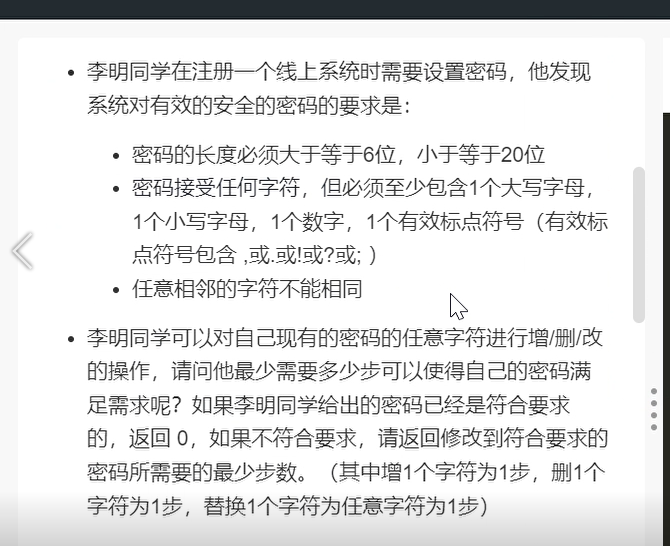 李明同学在注册一个线上系统时需要设置密码，他发现
系统对有效的安全的密码的要求是：
密码的长度必须大于等于6位，小于等于20位
密码接受任何字符，但必须至少包含1个大写字母，
1个小写字母，1个数字，1个有效标点符号（有效标
点符号包含 ,或.或!或?或; ）
任意相邻的字符不能相同
李明同学可以对自己现有的密码的任意字符进行增/删/改
的操作，请问他最少需要多少步可以使得自己的密码满
足需求呢？如果李明同学给出的密码已经是符合要求
的，返回 0，如果不符合要求，请返回修改到符合要求的
密码所需要的最少步数。（其中增1个字符为1步，删1个
字符为1步，替换1个字符为任意字符为1步）